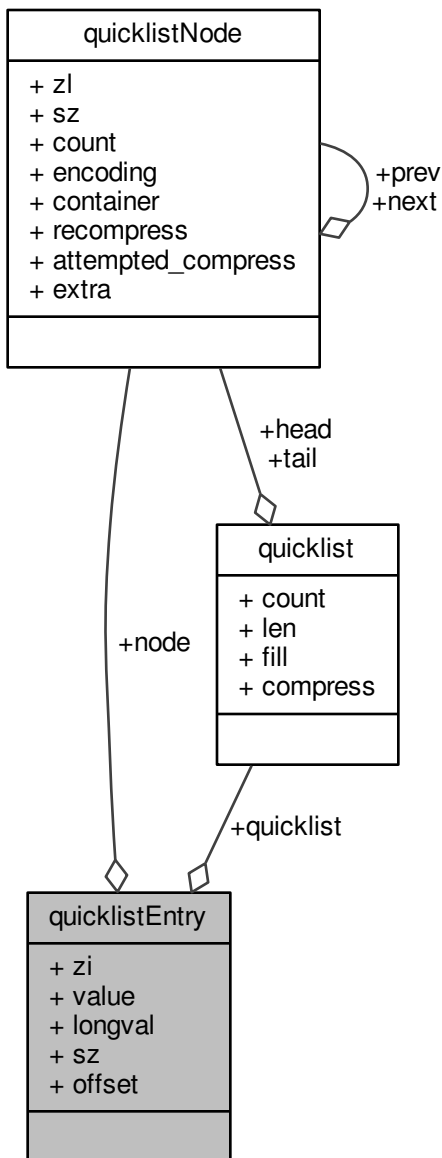 quicklistNode
+ zl
+ sz
+ count
+ encoding
+ container
+ recompress
+ attempted_compress
+ extra
+prev
+next
+head
+tail
quicklist
+ count
+ len
+ fill
+ compress
+node
+quicklist
quicklistEntry
+ zi
+ value
+ longval
+ sz
+ offset